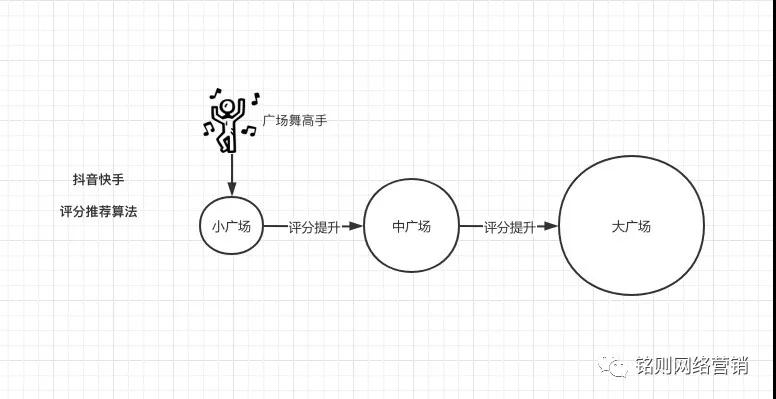 广场舞高手
抖音快手
评分推荐算法
小广场
评分提升
中广场
评分提升
大广场
铭则网络营销